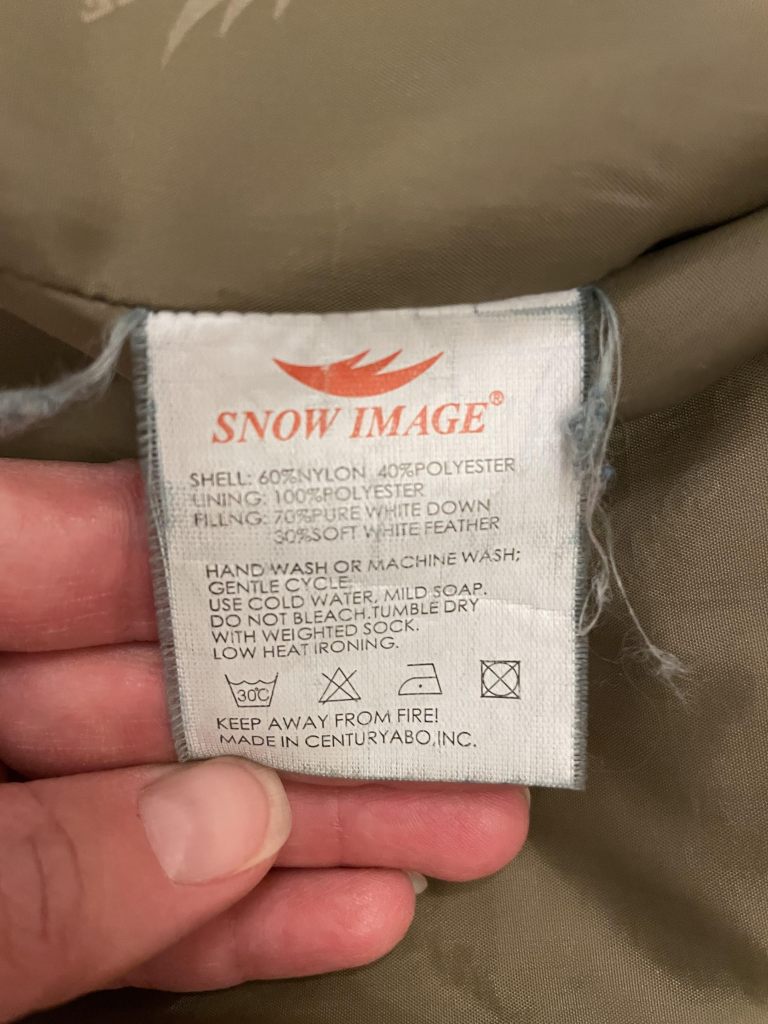 SNOW IMAGE®
SHELL: 60%NYLON 40%POLYESTER
LINING: 100%POLYESTER
FILLNG: 70%PURE WHITE DOWN
30%SOFT WHITE FEATHER
HAND WASH OR MACHINE WASH;
GENTLE CYCLE.
USE COLD WATER, MILD SOAP.
DO NOT BLEACH.TUMBLE DRY
WITH WEIGHTED SOCK.
LOW HEAT IRONING.
30℃
KEEP AWAY FROM FIRE!
MADE IN CENTURYABO,INC.